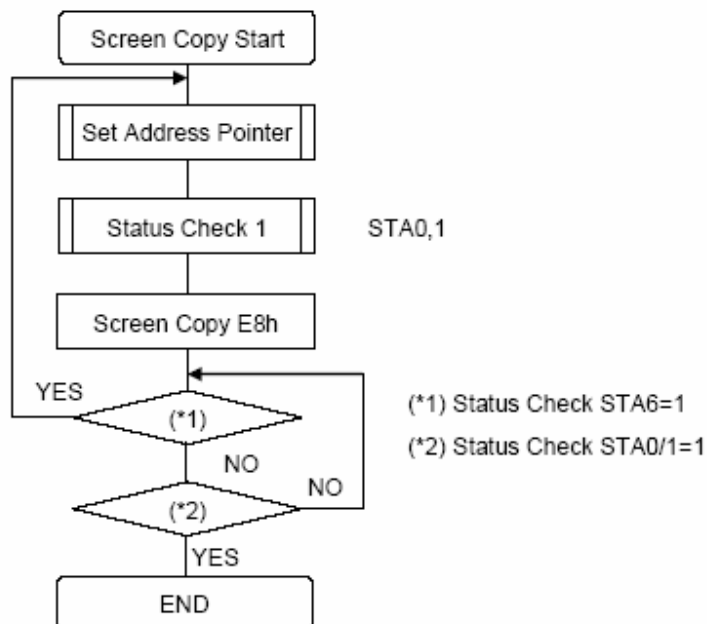 Screen Copy Start
Set Address Pointer
Status Check 1
STA0,1
Screen Copy E8h
YES
(*1)
(*1) Status Check STA6=1
NO
(*2) Status Check STA0/1=1
NO
(*2)
YES
END